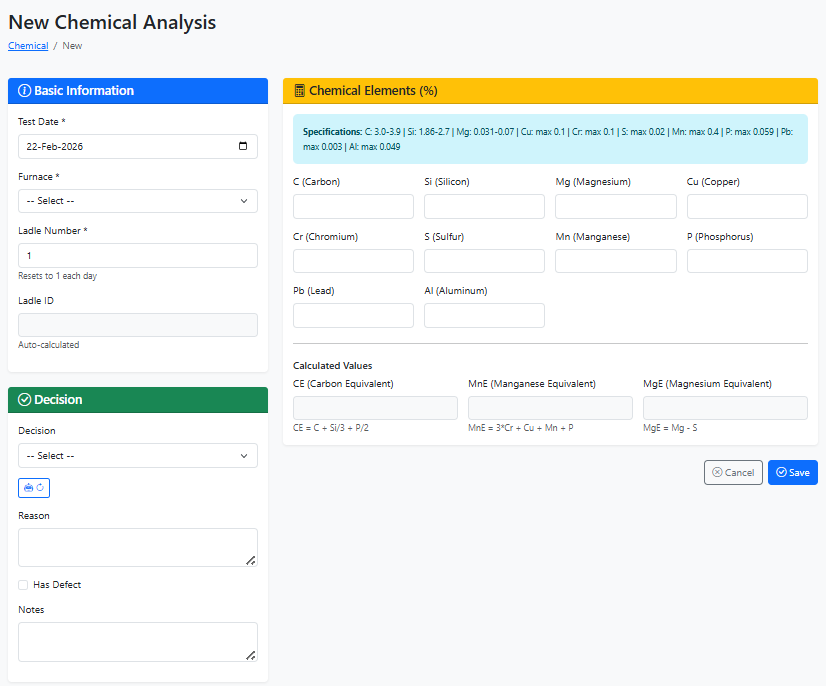 New Chemical Analysis
Chemical / New
Basic Information
Test Date *
22-Feb-2026
Furnace *
-- Select --
Ladle Number *
1
Resets to 1 each day
Ladle ID
Auto-calculated
Decision
Decision
-- Select --
Reason
Has Defect
Notes
Chemical Elements (%)
Specifications: C: 3.0-3.9 | Si: 1.86-2.7 | Mg: 0.031-0.07 | Cu: max 0.1 | Cr: max 0.1 | S: max 0.02 | Mn: max 0.4 | P: max 0.059 | Pb:
max 0.003 | Al: max 0.049
C (Carbon) Si (Silicon) Mg (Magnesium) Cu (Copper)
Cr (Chromium) S (Sulfur) Mn (Manganese) P (Phosphorus)
Pb (Lead) Al (Aluminum)
Calculated Values
CE (Carbon Equivalent) MnE (Manganese Equivalent) MgE (Magnesium Equivalent)
CE = C + Si/3 + P/2 MnE = 3*Cr + Cu + Mn + P MgE = Mg - S
Cancel Save